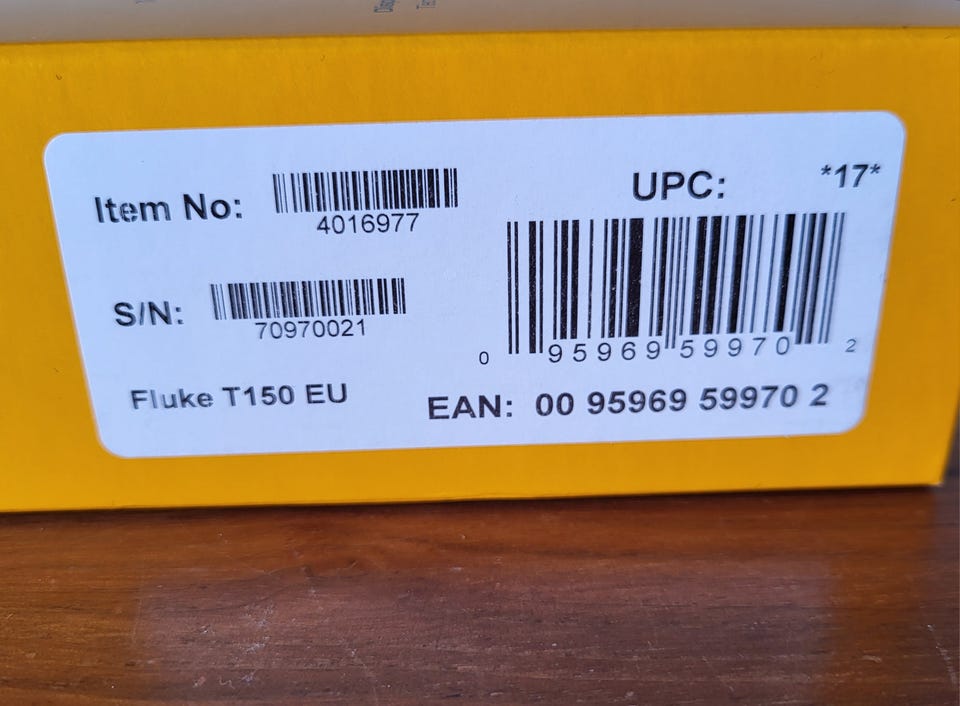 Item No:
4016977
S/N:
70970021
Fluke T150 EU
UPC:
*17*
0 95969 59970 2
EAN: 00 95969 59970 2